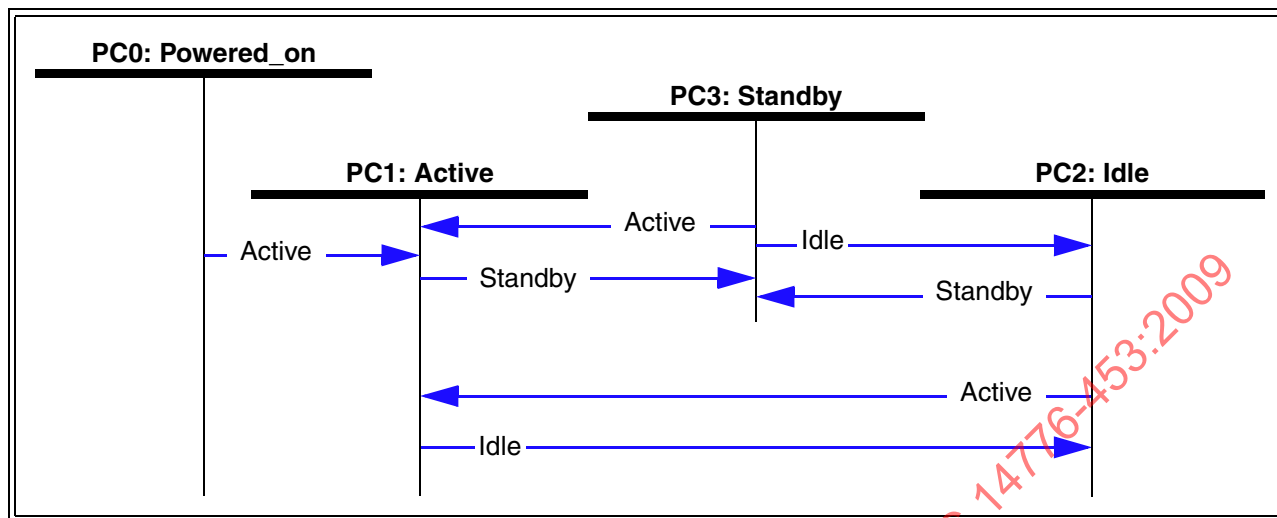 PC0: Powered_on
PC3: Standby
PC1: Active
PC2: Idle
Active
Idle
Active
Standby
Standby
Active
Idle
14776-453:2009